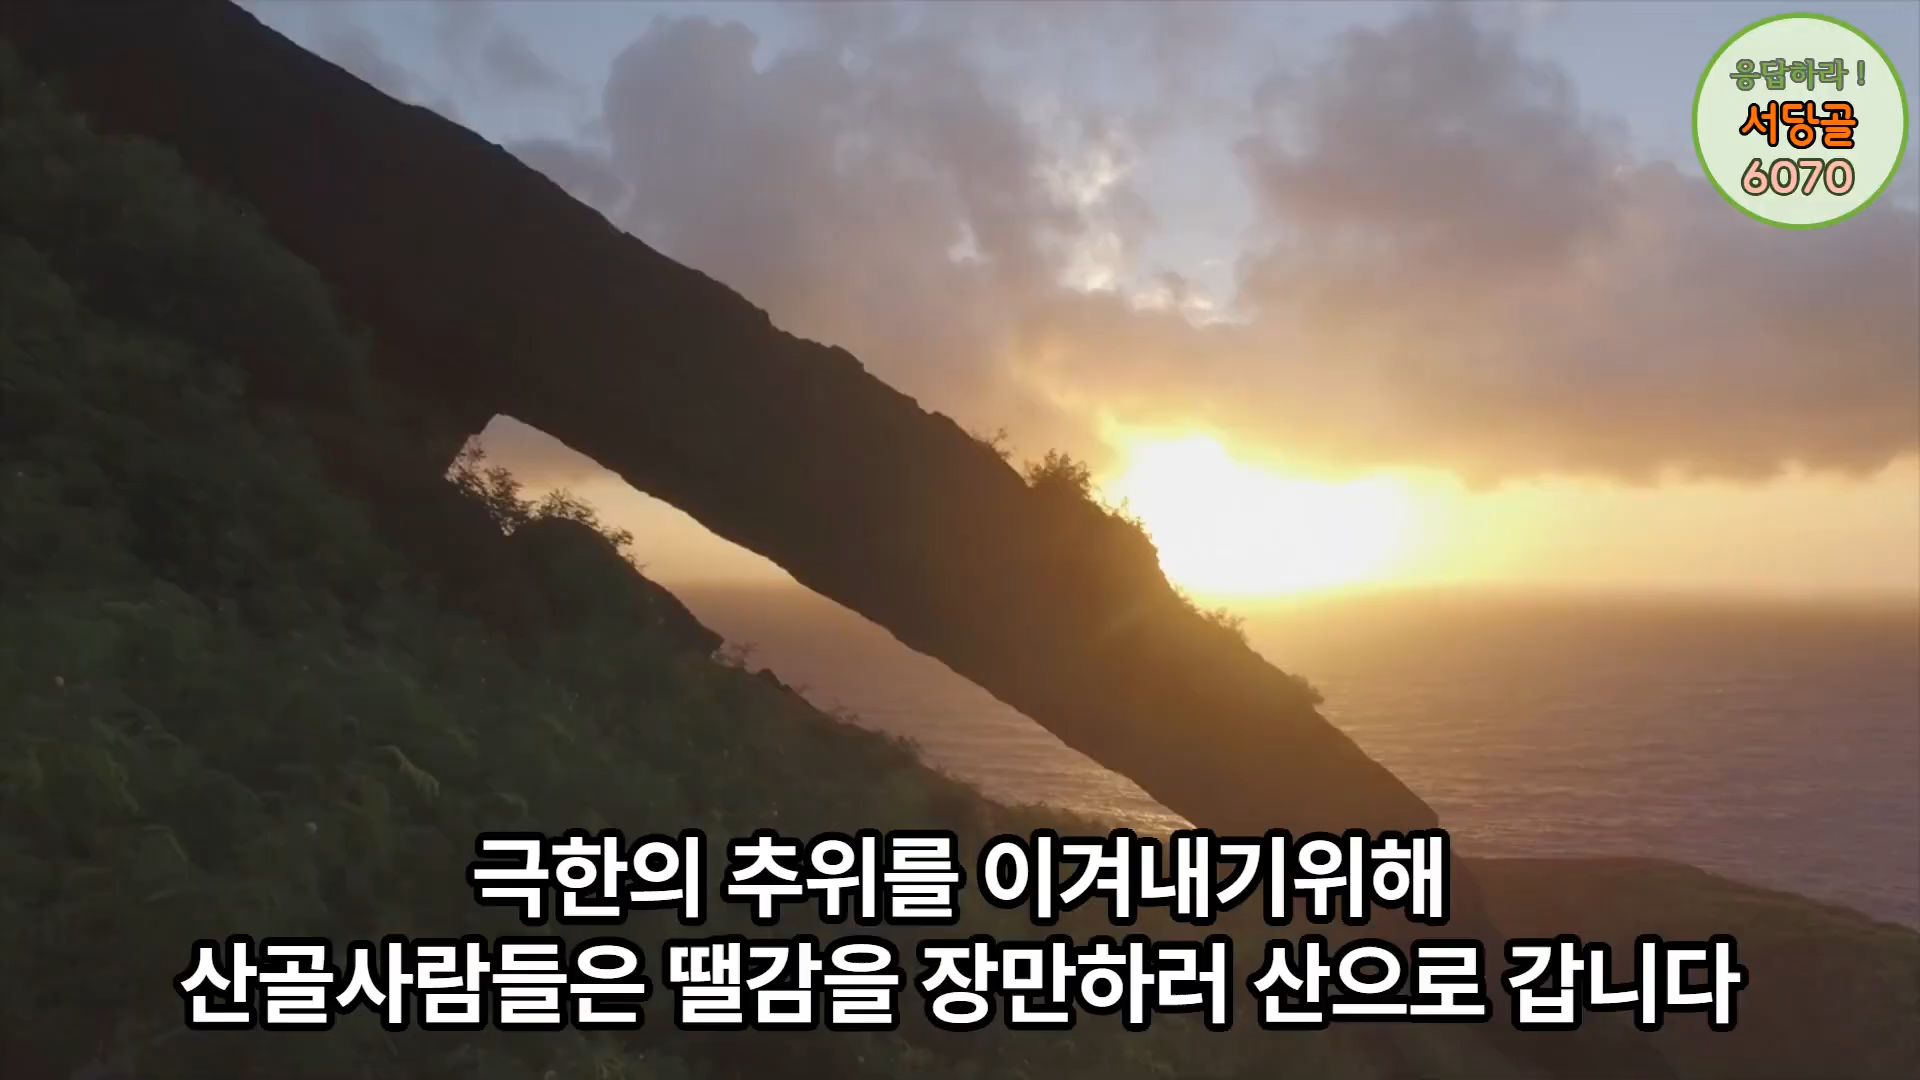 응답하라!
서당골
6070
극한의 추위를 이겨내기위해
산골사람들은 땔감을 장만하러 산으로 갑니다